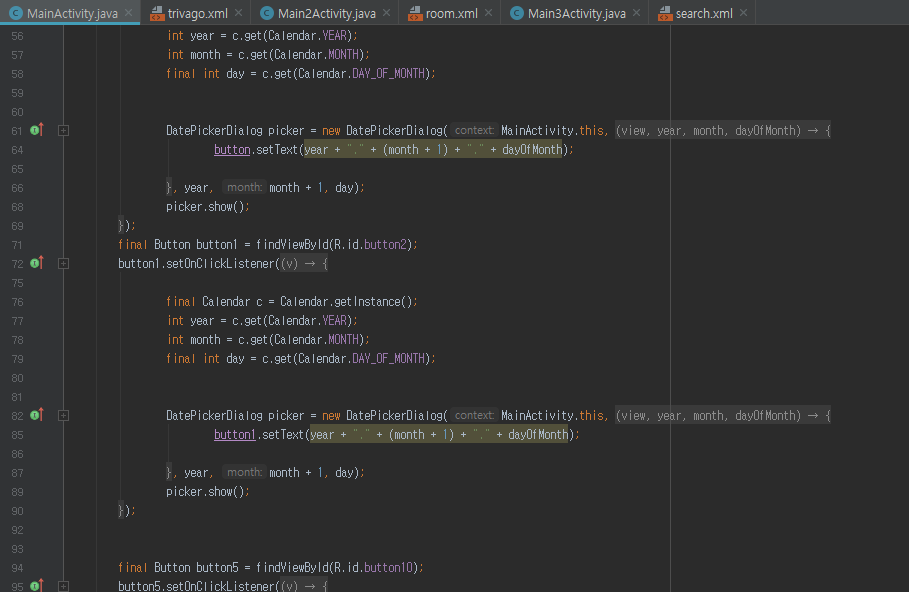 MainActivity.java × trivago.xml × Main2Activity.java × room.xml × Main3Activity.java × search.xml ×
56 int year = c.get(Calendar.YEAR);
57 int month = c.get(Calendar.MONTH);
58 final int day = c.get(Calendar.DAY_OF_MONTH);
59
60
61 DatePickerDialog picker = new DatePickerDialog( context: MainActivity.this, (view, year, month, dayOfMonth) → {
64 button.setText(year + "." + (month + 1) + "." + dayOfMonth);
65
66 }, year, month: month + 1, day);
68 picker.show();
69 });
71 final Button button1 = findViewById(R.id.button2);
72 button1.setOnClickListener((v) → {
75
76 final Calendar c = Calendar.getInstance();
77 int year = c.get(Calendar.YEAR);
78 int month = c.get(Calendar.MONTH);
79 final int day = c.get(Calendar.DAY_OF_MONTH);
80
81
82 DatePickerDialog picker = new DatePickerDialog( context: MainActivity.this, (view, year, month, dayOfMonth) → {
85 button1.setText(year + "." + (month + 1) + "." + dayOfMonth);
86
87 }, year, month: month + 1, day);
89 picker.show();
90 });
92
93
94 final Button button5 = findViewById(R.id.button10);
95 button5.setOnClickListener((v) → {